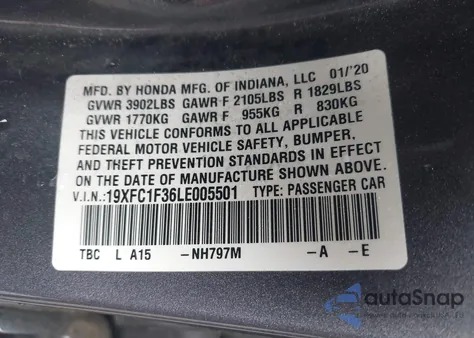 MFD. BY HONDA MFG. OF INDIANA, LLC 01/'20
GVWR 3902LBS GAWR F 2105LBS R 1829LBS
GVWR 1770KG GAWR F 955KG R 830KG
THIS VEHICLE CONFORMS TO ALL APPLICABLE
FEDERAL MOTOR VEHICLE SAFETY, BUMPER,
AND THEFT PREVENTION STANDARDS IN EFFECT
ON THE DATE OF MANUFACTURE SHOWN ABOVE.
V.I.N.:19XFC1F36LE005501 TYPE: PASSENGER CAR
TBC L A15 -NH797M -A -E
autoSnap